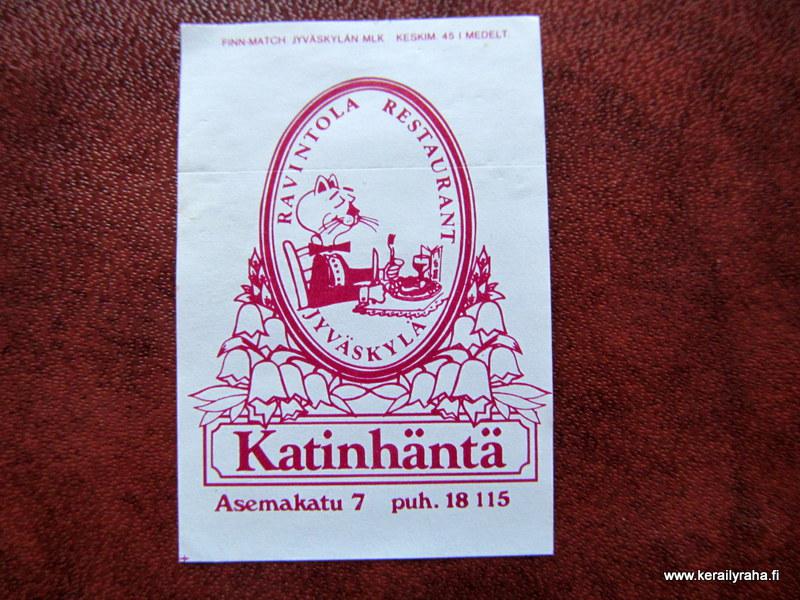 FINN-MATCH JYVÄSKYLÄN MLK KESKIM. 45 I MEDELT.
RAVINTOLA RESTAURANT
JYVÄSKYLÄ
Katinhäntä
Asemakatu 7 puh. 18 115
www.kerailyraha.fi